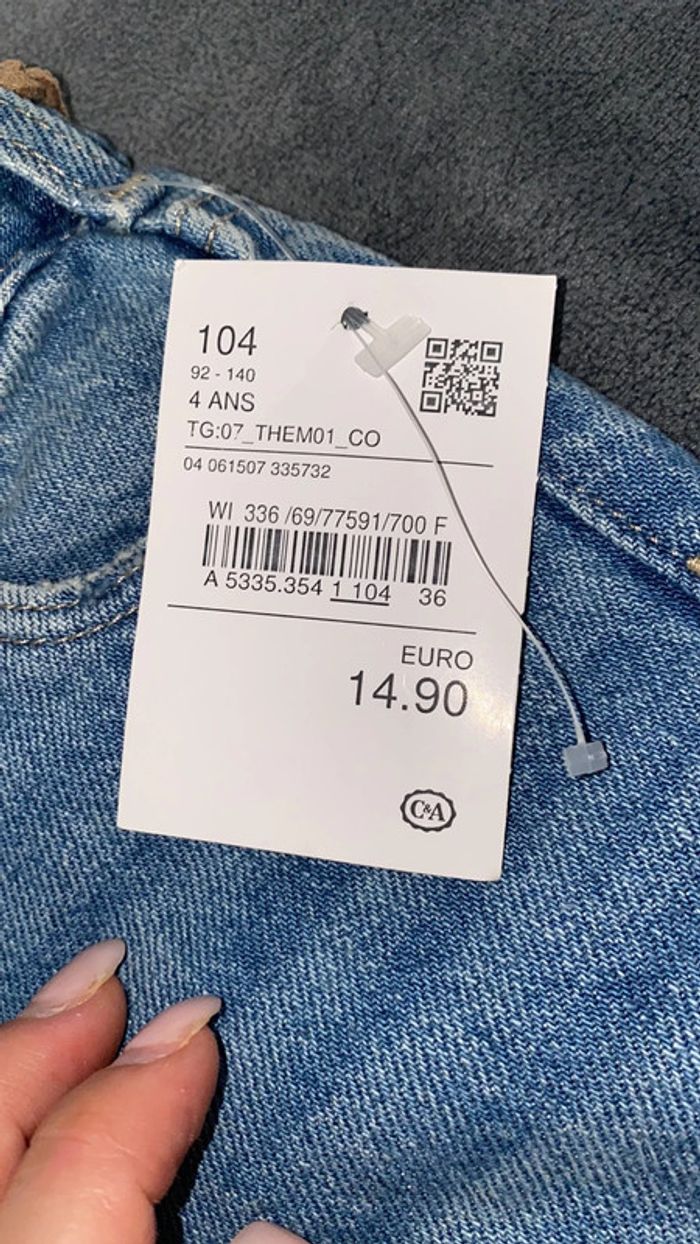 104
92 - 140
4 ANS
TG:07_THEM01_CO
04 061507 335732
WI 336 /69/77591/700 F
A 5335.354 1 104 36
EURO
14.90
C&A